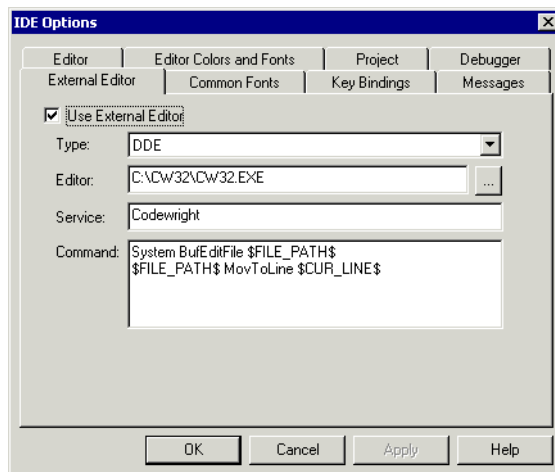 IDE Options
Editor Editor Colors and Fonts Project Debugger
External Editor Common Fonts Key Bindings Messages
Use External Editor
Type: DDE
Editor: C:\CW32\CW32.EXE ...
Service: Codewright
Command: System BufEditFile $FILE_PATH$
$FILE_PATH$ MovToLine $CUR_LINE$
OK Cancel Apply Help